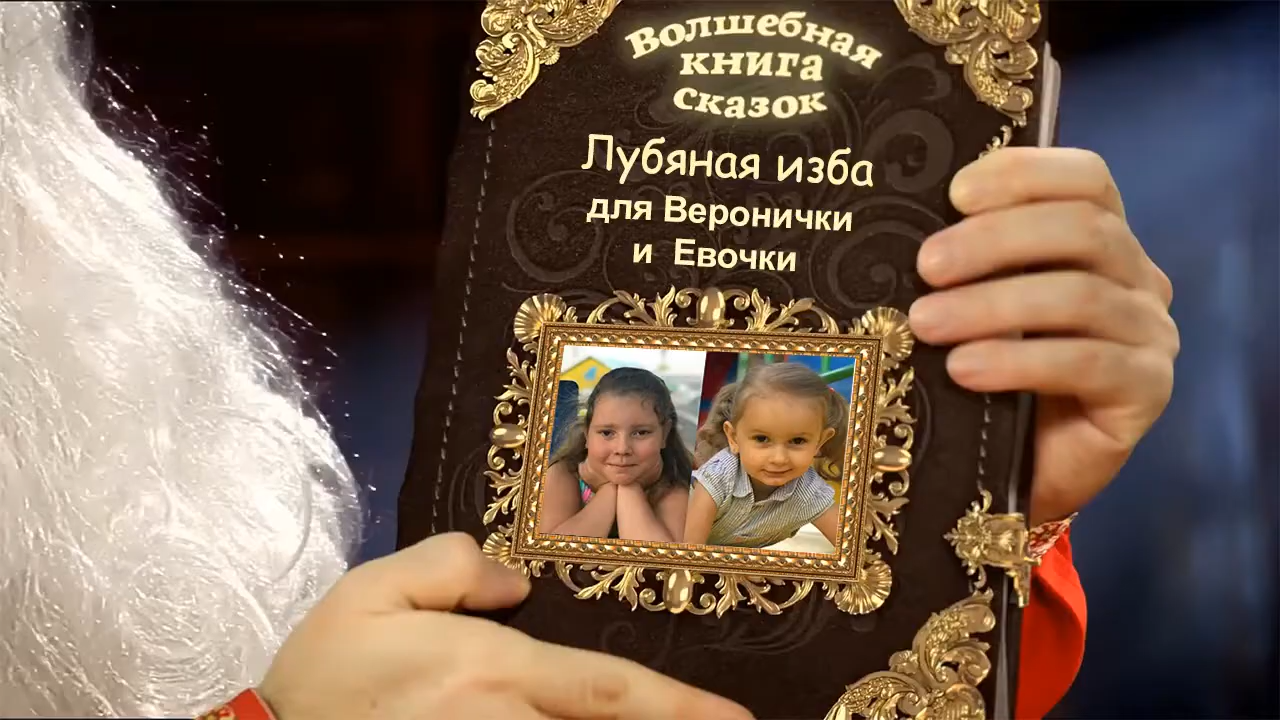 Волшебная
книга
сказок
Лубяная изба
для Веронички
и Евочки